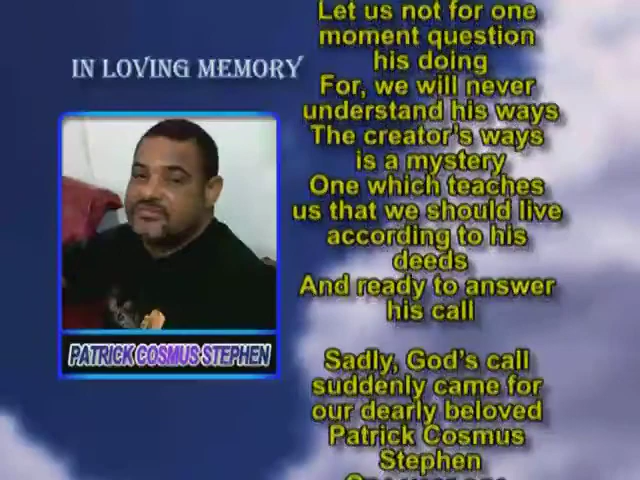 IN LOVING MEMORY
PATRICK COSMUS STEPHEN
Let us not for one
moment question
his doing
For, we will never
understand his ways
The creator's ways
is a mystery
One which teaches
us that we should live
according to his
deeds
And ready to answer
his call
Sadly, God's call
suddenly came for
our dearly beloved
Patrick Cosmus
Stephen